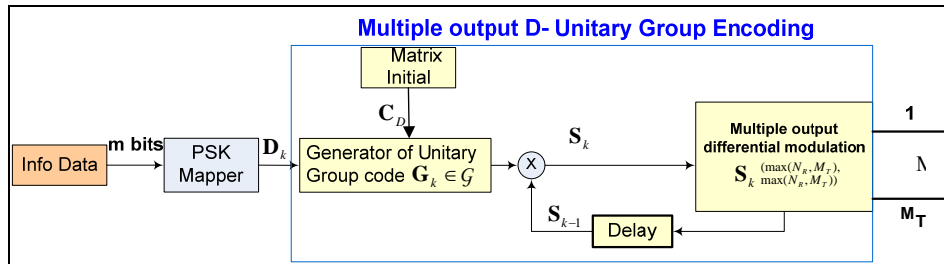 Multiple output D- Unitary Group Encoding
Matrix
Initial
C_D
1
m bits
Info Data
PSK
Mapper
D_k
Generator of Unitary
Group code G_k ∈ 𝒢
X
S_k
Multiple output
differential modulation
S_k (max(N_R, M_T),
max(N_R, M_T))
S_{k-1}
Delay
M_T